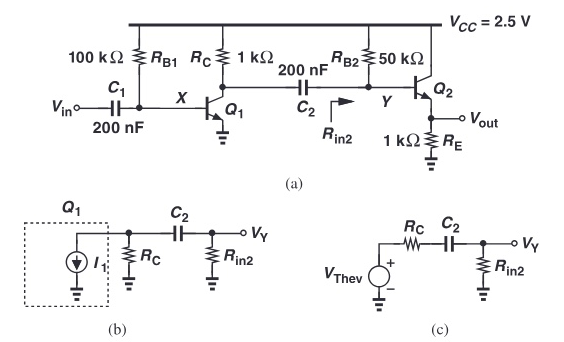 V_CC = 2.5 V
100 kΩ R_B1 R_C 1 kΩ R_B2 50 kΩ
200 nF
C_1 C_2
V_in X Q_1 Y Q_2
200 nF R_in2 V_out
1 kΩ R_E
(a)
Q_1
C_2
V_Y
I_1 R_C R_in2
(b)
R_C C_2
V_Y
V_Thev + − R_in2
(c)